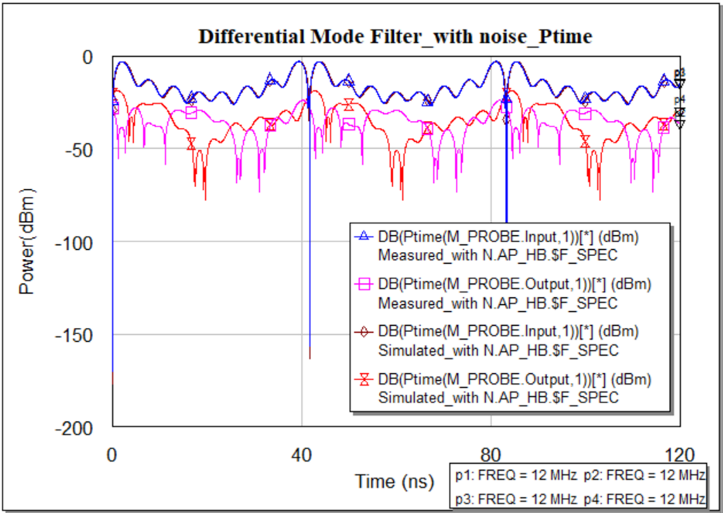 Differential Mode Filter_with noise_Ptime
0
-50
-100
-150
-200
Power(dBm)
p3
p4
DB(Ptime(M_PROBE.Input,1))[*] (dBm)
Measured_with N.AP_HB.$F_SPEC
DB(Ptime(M_PROBE.Output,1))[*] (dBm)
Measured_with N.AP_HB.$F_SPEC
DB(Ptime(M_PROBE.Input,1))[*] (dBm)
Simulated_with N.AP_HB.$F_SPEC
DB(Ptime(M_PROBE.Output,1))[*] (dBm)
Simulated_with N.AP_HB.$F_SPEC
0 40 80 120
Time (ns)
p1: FREQ = 12 MHz p2: FREQ = 12 MHz
p3: FREQ = 12 MHz p4: FREQ = 12 MHz